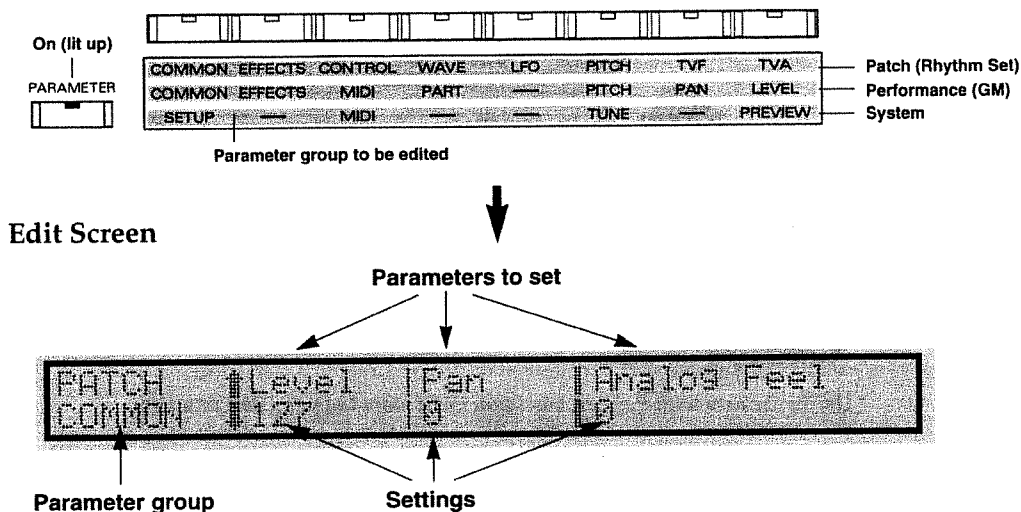 On (lit up)
PARAMETER
COMMON EFFECTS CONTROL WAVE LFO PITCH TVF TVA
Patch (Rhythm Set)
COMMON EFFECTS MIDI PART — PITCH PAN LEVEL
Performance (GM)
SETUP — MIDI — — TUNE — PREVIEW
System
Parameter group to be edited
Edit Screen
Parameters to set
PATCH Level Pan Analog Feel
COMMON 127 0 0
Parameter group
Settings